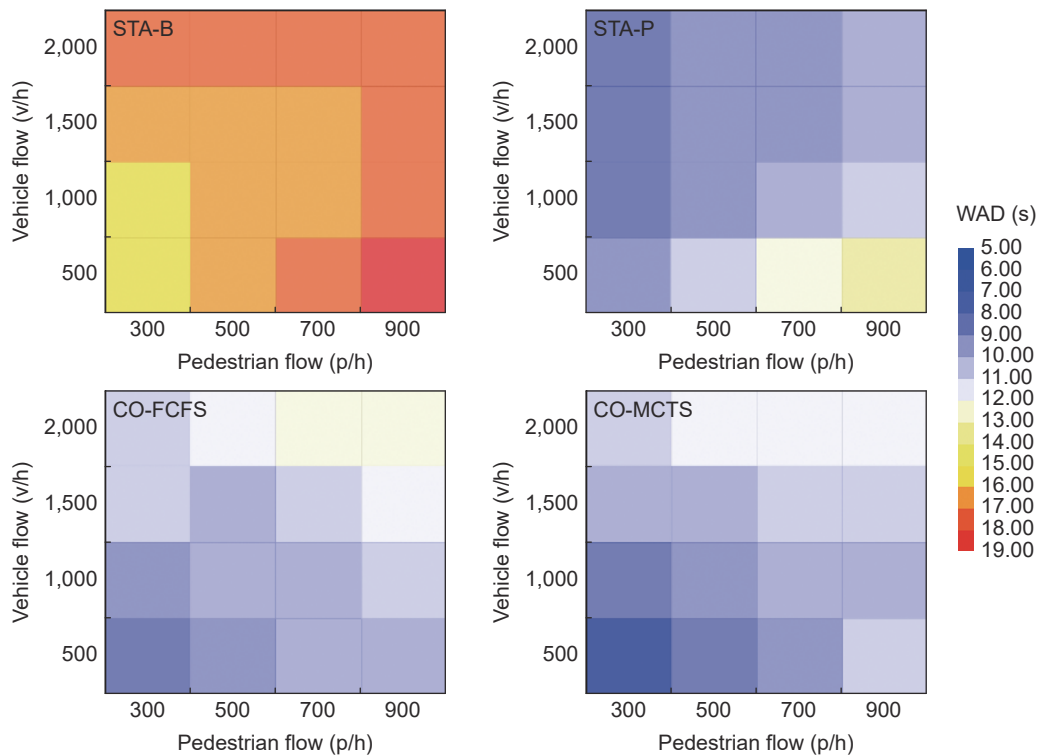 STA-B
2,000
1,500
1,000
500
Vehicle flow (v/h)
300 500 700 900
Pedestrian flow (p/h)
STA-P
2,000
1,500
1,000
500
Vehicle flow (v/h)
300 500 700 900
Pedestrian flow (p/h)
CO-FCFS
2,000
1,500
1,000
500
Vehicle flow (v/h)
300 500 700 900
Pedestrian flow (p/h)
CO-MCTS
2,000
1,500
1,000
500
Vehicle flow (v/h)
300 500 700 900
Pedestrian flow (p/h)
WAD (s)
5.00
6.00
7.00
8.00
9.00
10.00
11.00
12.00
13.00
14.00
15.00
16.00
17.00
18.00
19.00